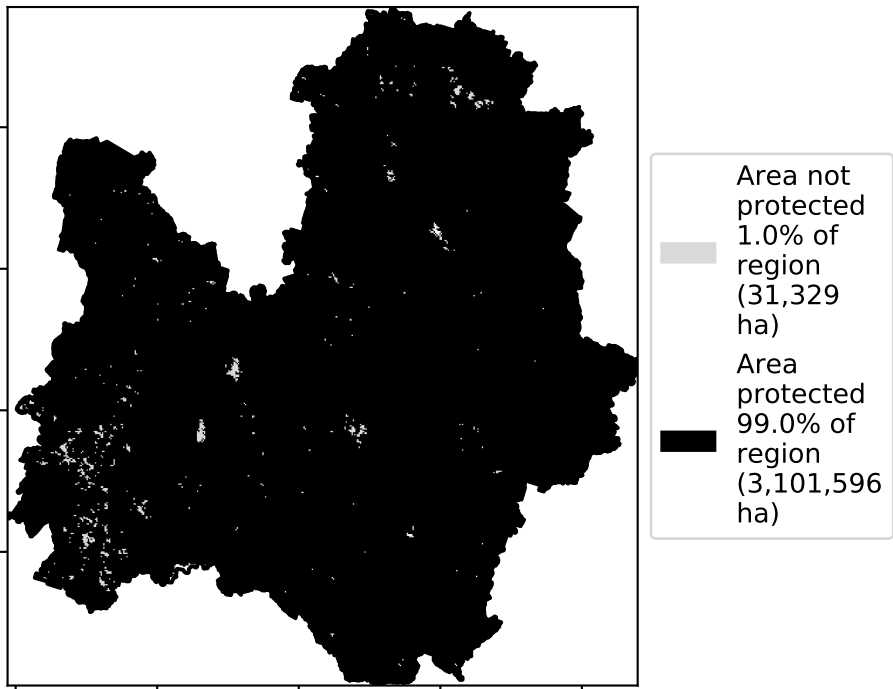 Area not
protected
1.0% of
region
(31,329
ha)
Area
protected
99.0% of
region
(3,101,596
ha)